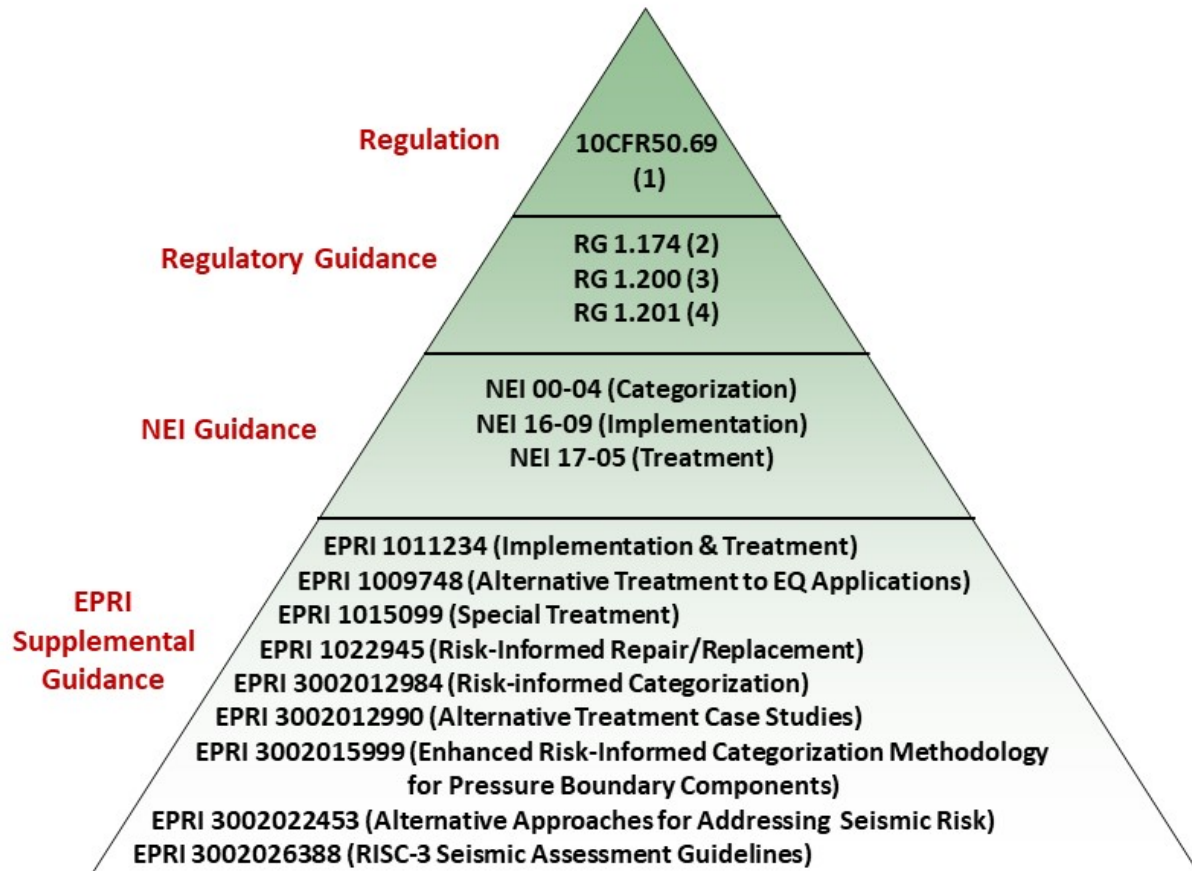 Regulation
10CFR50.69
(1)
Regulatory Guidance
RG 1.174 (2)
RG 1.200 (3)
RG 1.201 (4)
NEI Guidance
NEI 00-04 (Categorization)
NEI 16-09 (Implementation)
NEI 17-05 (Treatment)
EPRI
Supplemental
Guidance
EPRI 1011234 (Implementation & Treatment)
EPRI 1009748 (Alternative Treatment to EQ Applications)
EPRI 1015099 (Special Treatment)
EPRI 1022945 (Risk-Informed Repair/Replacement)
EPRI 3002012984 (Risk-informed Categorization)
EPRI 3002012990 (Alternative Treatment Case Studies)
EPRI 3002015999 (Enhanced Risk-Informed Categorization Methodology
for Pressure Boundary Components)
EPRI 3002022453 (Alternative Approaches for Addressing Seismic Risk)
EPRI 3002026388 (RISC-3 Seismic Assessment Guidelines)